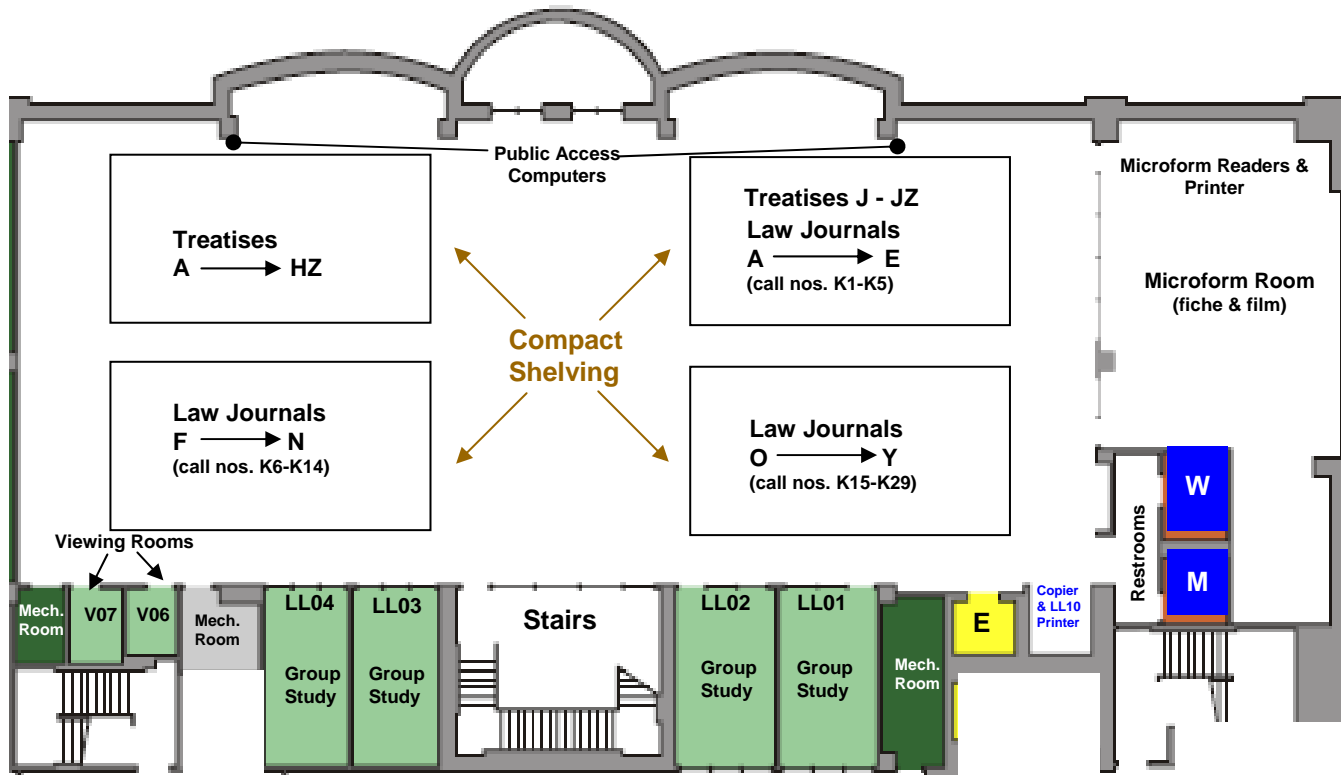 Public Access
Computers
Microform Readers &
Printer
Treatises
A HZ
Treatises J - JZ
Law Journals
A E
(call nos. K1-K5)
Microform Room
(fiche & film)
Compact
Shelving
Law Journals
F N
(call nos. K6-K14)
Law Journals
O Y
(call nos. K15-K29)
W
M
Restrooms
Viewing Rooms
Mech.
Room
V07
V06
Mech.
Room
LL04
Group
Study
LL03
Group
Study
Stairs
LL02
Group
Study
LL01
Group
Study
Mech.
Room
E
Copier
& LL10
Printer